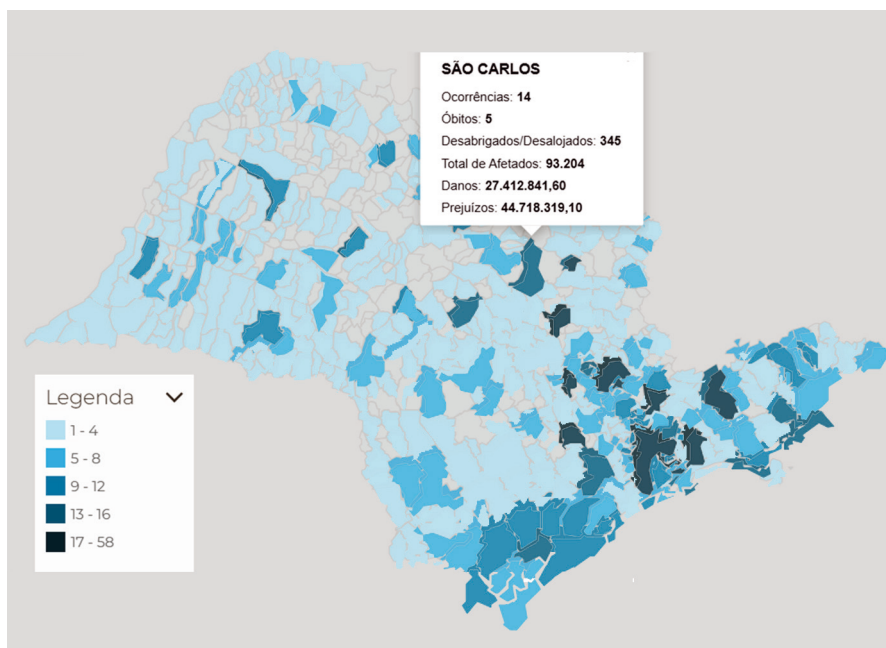 SÃO CARLOS
Ocorrências: 14
Óbitos: 5
Desabrigados/Desalojados: 345
Total de Afetados: 93.204
Danos: 27.412.841,60
Prejuízos: 44.718.319,10
Legenda
1 - 4
5 - 8
9 - 12
13 - 16
17 - 58